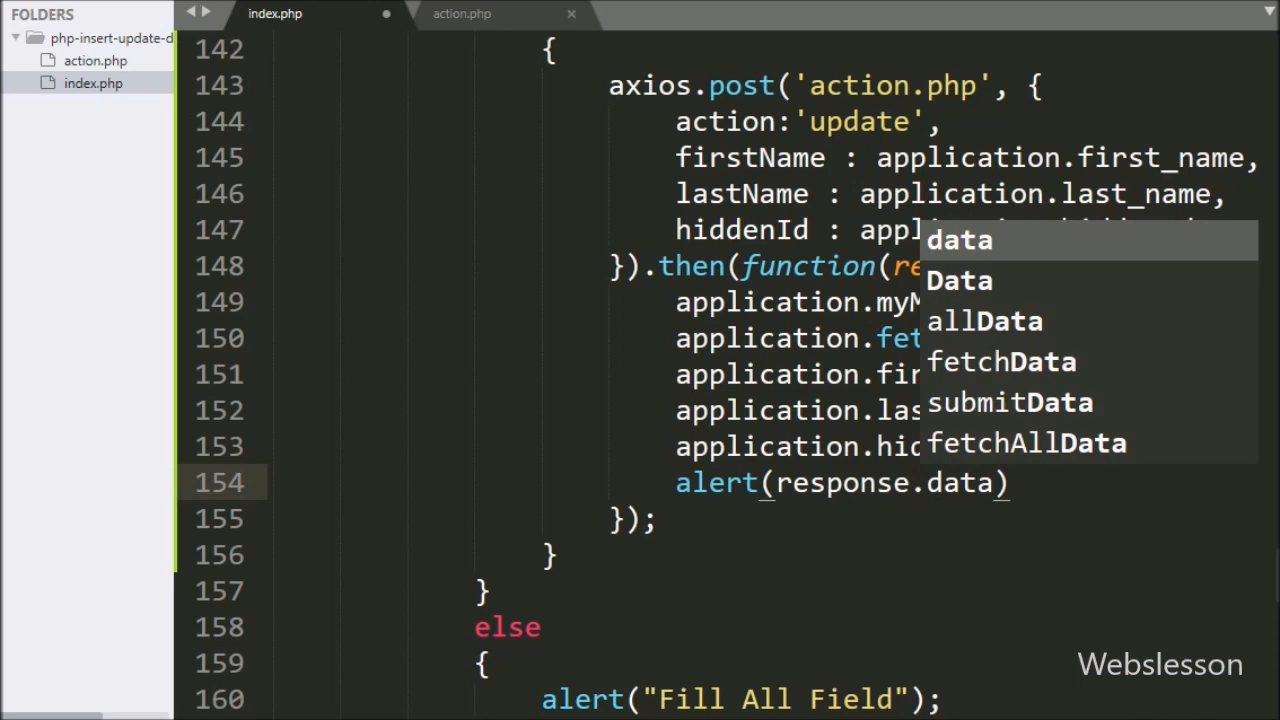 FOLDERS
php-insert-update-d
action.php
index.php
index.php
action.php
142 {
143 axios.post('action.php', {
144 action:'update',
145 firstName : application.first_name,
146 lastName : application.last_name,
147 hiddenId : appl
148 }).then(function(re
149 application.myM
150 application.fet
151 application.fir
152 application.las
153 application.hid
154 alert(response.data)
155 });
156 }
157 }
158 else
159 {
160 alert("Fill All Field");
data
Data
allData
fetchData
submitData
fetchAllData
Webslesson